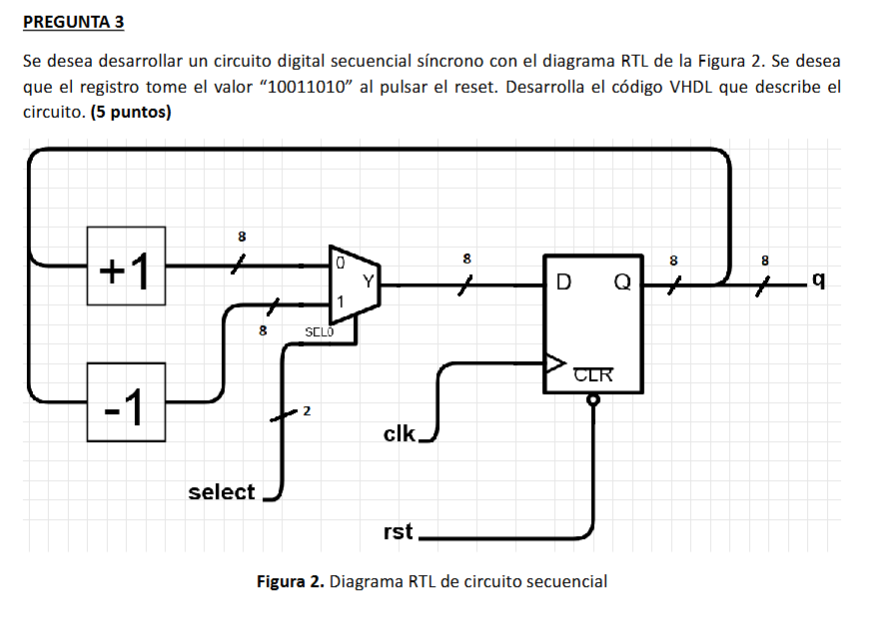 PREGUNTA 3
Se desea desarrollar un circuito digital secuencial síncrono con el diagrama RTL de la Figura 2. Se desea
que el registro tome el valor “10011010” al pulsar el reset. Desarrolla el código VHDL que describe el
circuito. (5 puntos)
8
8
8
8
+1
0
Y
D
Q
q
1
8
SEL0
CLR
-1
2
clk
select
rst
Figura 2. Diagrama RTL de circuito secuencial